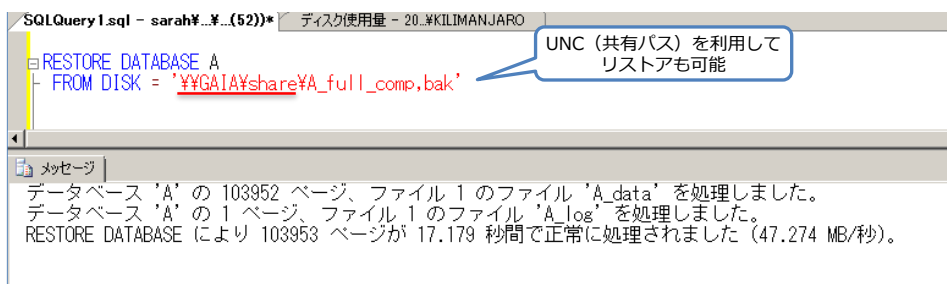 SQLQuery1.sql - sarah¥...¥...(52))*
ディスク使用量 - 20...¥KILIMANJARO
RESTORE DATABASE A
FROM DISK = '¥¥GAIA¥share¥A_full_comp,bak'
UNC（共有パス）を利用して
リストアも可能
メッセージ
データベース 'A' の 103952 ページ、ファイル 1 のファイル 'A_data' を処理しました。
データベース 'A' の 1 ページ、ファイル 1 のファイル 'A_log' を処理しました。
RESTORE DATABASE により 103953 ページが 17.179 秒間で正常に処理されました (47.274 MB/秒)。